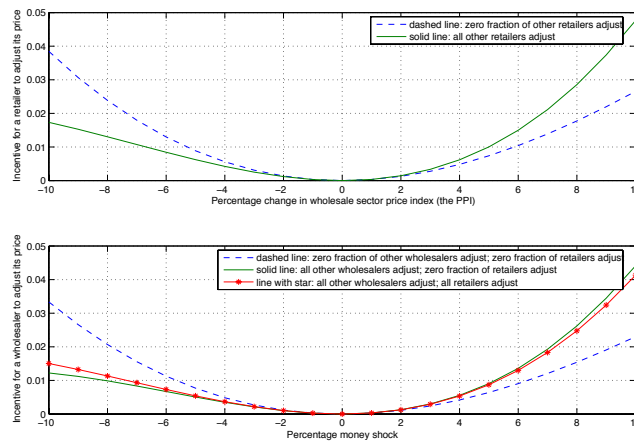 0.05
0.04
0.03
0.02
0.01
0
Incentive for a retailer to adjust its price
dashed line: zero fraction of other retailers adjust
solid line: all other retailers adjust
−10 −8 −6 −4 −2 0 2 4 6 8 10
Percentage change in wholesale sector price index (the PPI)
0.05
0.04
0.03
0.02
0.01
0
Incentive for a wholesaler to adjust its price
dashed line: zero fraction of other wholesalers adjust; zero fraction of retailers adjust
solid line: all other wholesalers adjust; zero fraction of retailers adjust
line with star: all other wholesalers adjust; all retailers adjust
−10 −8 −6 −4 −2 0 2 4 6 8 10
Percentage money shock